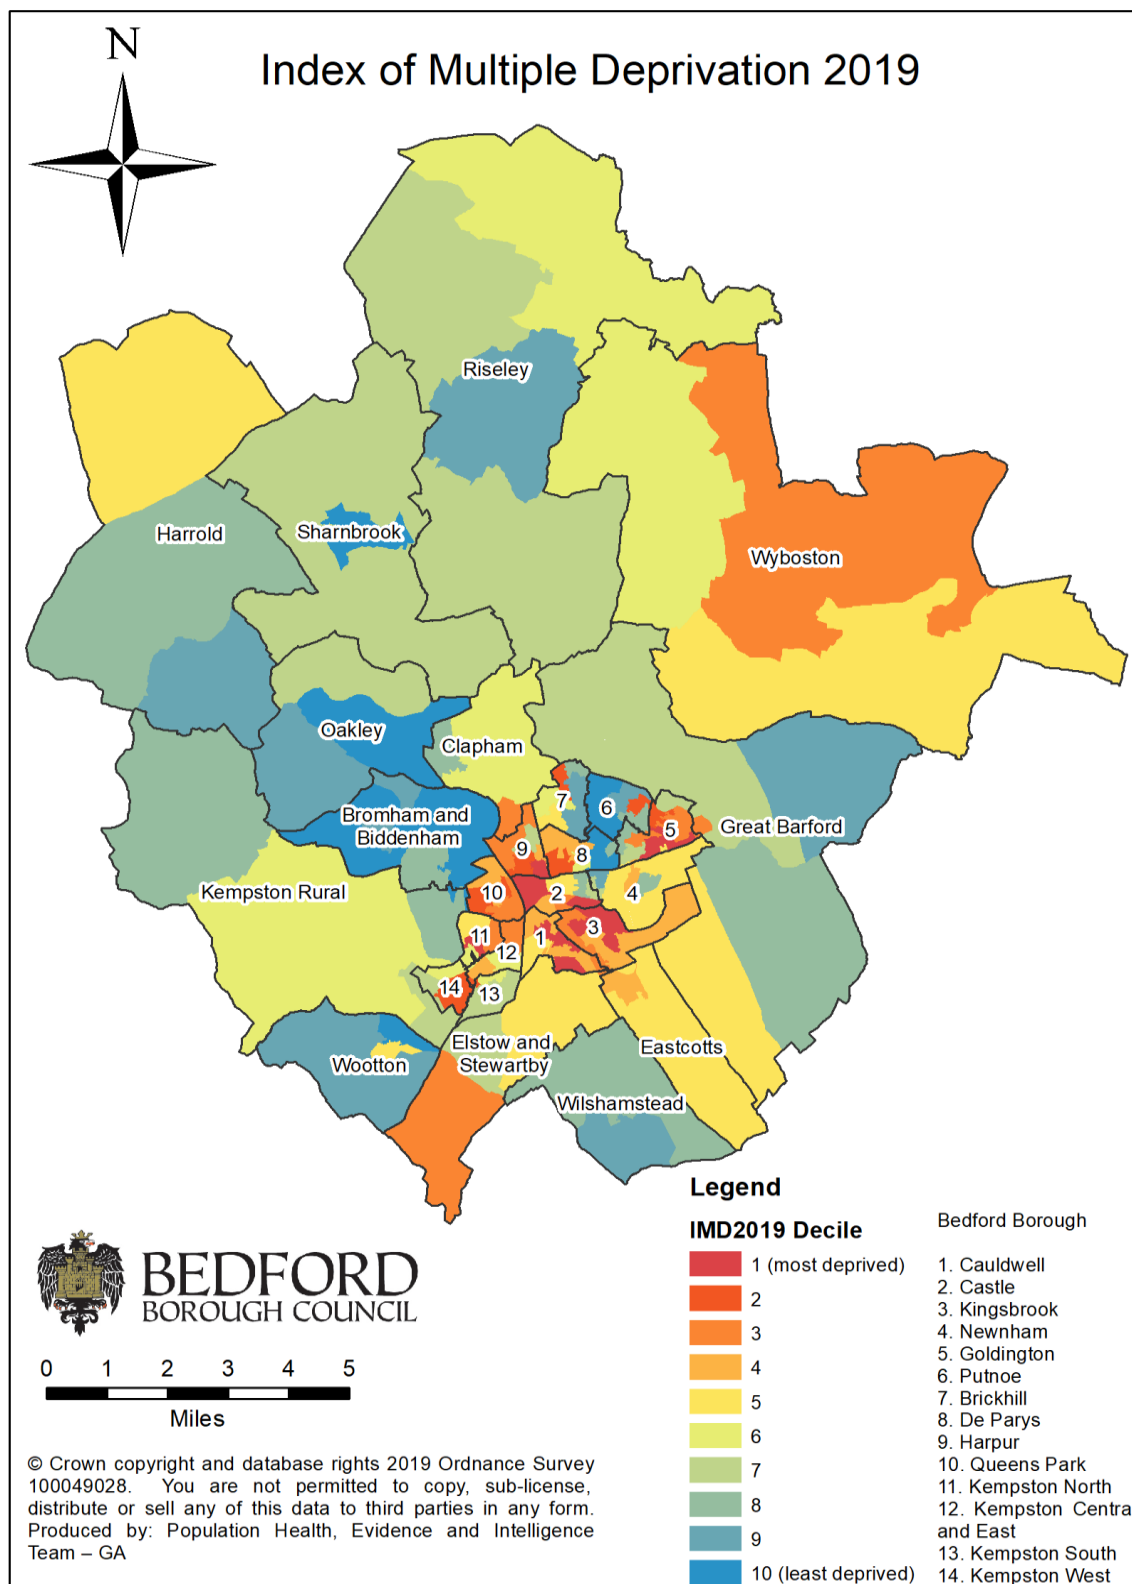 N
Index of Multiple Deprivation 2019
Riseley
Harrold
Sharnbrook
Wyboston
Oakley
Clapham
Bromham and
Biddenham
7
6
5
Great Barford
9
8
Kempston Rural
10
2
4
11
1
3
12
14
13
Elstow and
Stewartby
Eastcotts
Wootton
Wilshamstead
Legend
IMD2019 Decile
1 (most deprived)
2
3
4
5
6
7
8
9
10 (least deprived)
Bedford Borough
1. Cauldwell
2. Castle
3. Kingsbrook
4. Newnham
5. Goldington
6. Putnoe
7. Brickhill
8. De Parys
9. Harpur
10. Queens Park
11. Kempston North
12. Kempston Centra
and East
13. Kempston South
14. Kempston West
BEDFORD
BOROUGH COUNCIL
0 1 2 3 4 5
Miles
© Crown copyright and database rights 2019 Ordnance Survey
100049028. You are not permitted to copy, sub-license,
distribute or sell any of this data to third parties in any form.
Produced by: Population Health, Evidence and Intelligence
Team – GA